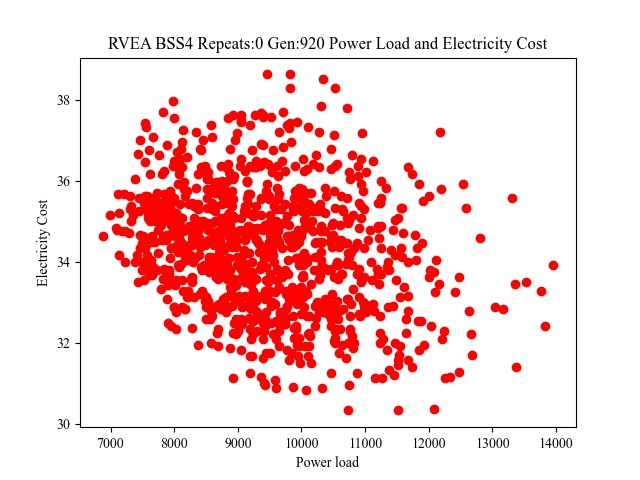 RVEA BSS4 Repeats:0 Gen:920 Power Load and Electricity Cost
38
36
34
32
30
Electricity Cost
7000 8000 9000 10000 11000 12000 13000 14000
Power load